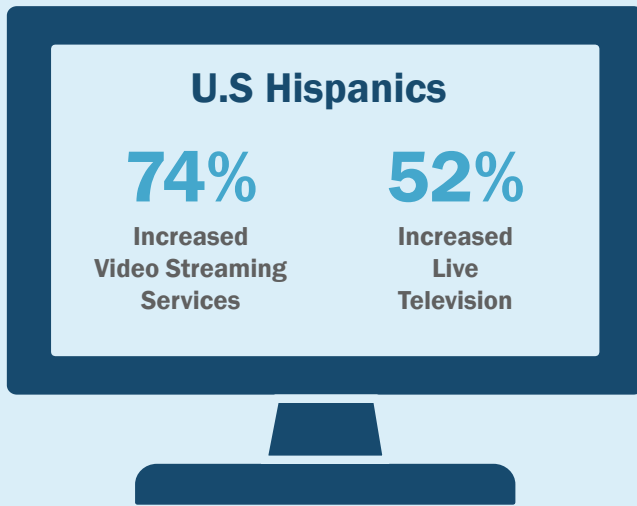 U.S Hispanics
74%
Increased
Video Streaming
Services
52%
Increased
Live
Television